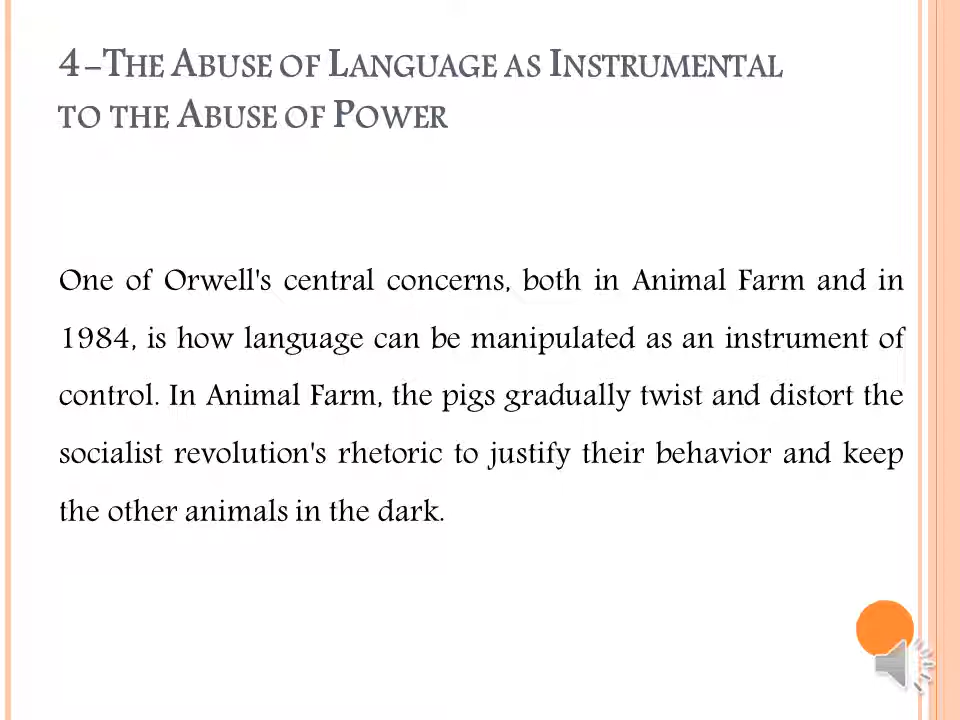 4-The Abuse of Language as Instrumental
to the Abuse of Power
One of Orwell's central concerns, both in Animal Farm and in
1984, is how language can be manipulated as an instrument of
control. In Animal Farm, the pigs gradually twist and distort the
socialist revolution's rhetoric to justify their behavior and keep
the other animals in the dark.